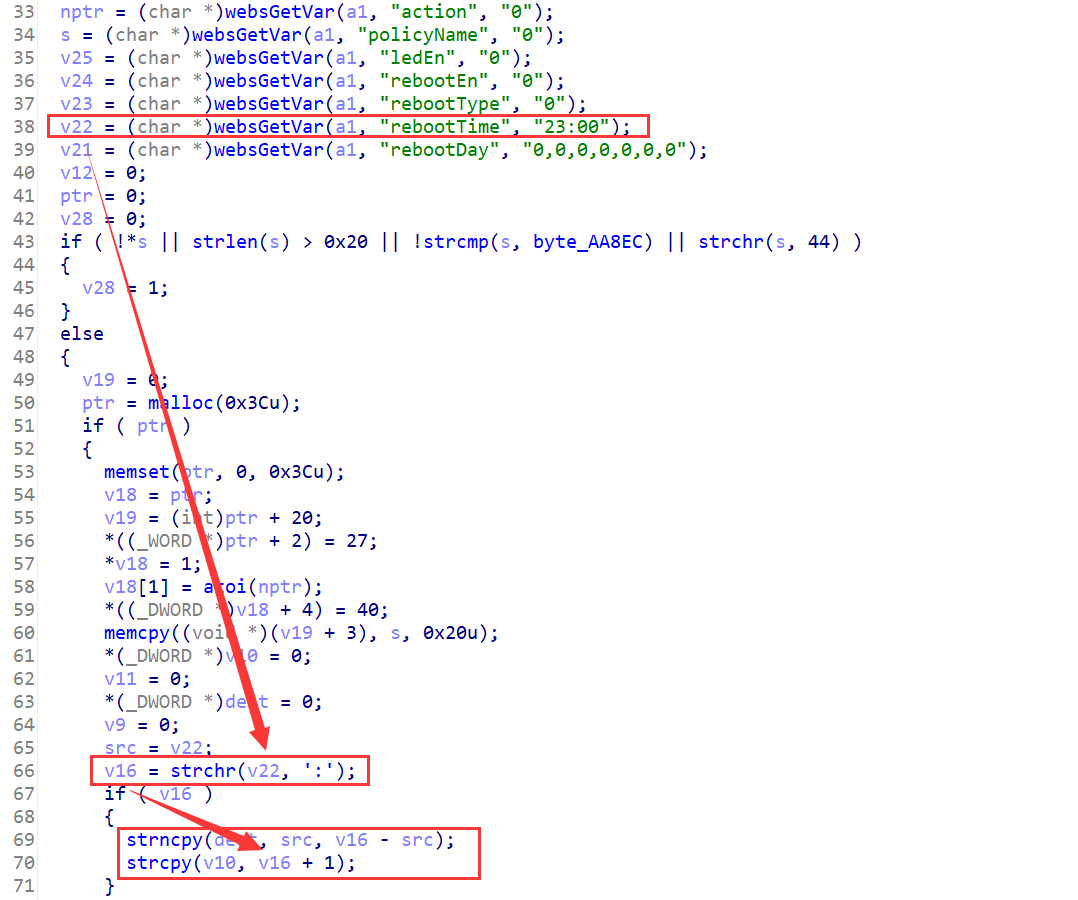 33 nptr = (char *)websGetVar(a1, "action", "0");
34 s = (char *)websGetVar(a1, "policyName", "0");
35 v25 = (char *)websGetVar(a1, "ledEn", "0");
36 v24 = (char *)websGetVar(a1, "rebootEn", "0");
37 v23 = (char *)websGetVar(a1, "rebootType", "0");
38 v22 = (char *)websGetVar(a1, "rebootTime", "23:00");
39 v21 = (char *)websGetVar(a1, "rebootDay", "0,0,0,0,0,0,0");
40 v12 = 0;
41 ptr = 0;
42 v28 = 0;
43 if ( !*s || strlen(s) > 0x20 || !strcmp(s, byte_AA8EC) || strchr(s, 44) )
44 {
45 v28 = 1;
46 }
47 else
48 {
49 v19 = 0;
50 ptr = malloc(0x3Cu);
51 if ( ptr )
52 {
53 memset(ptr, 0, 0x3Cu);
54 v18 = ptr;
55 v19 = (int)ptr + 20;
56 *((_WORD *)ptr + 2) = 27;
57 *v18 = 1;
58 v18[1] = atoi(nptr);
59 *((_DWORD *)v18 + 4) = 40;
60 memcpy((void *)(v19 + 3), s, 0x20u);
61 *(_DWORD *)v10 = 0;
62 v11 = 0;
63 *(_DWORD *)dest = 0;
64 v9 = 0;
65 src = v22;
66 v16 = strchr(v22, ':');
67 if ( v16 )
68 {
69 strncpy(dest, src, v16 - src);
70 strcpy(v10, v16 + 1);
71 }